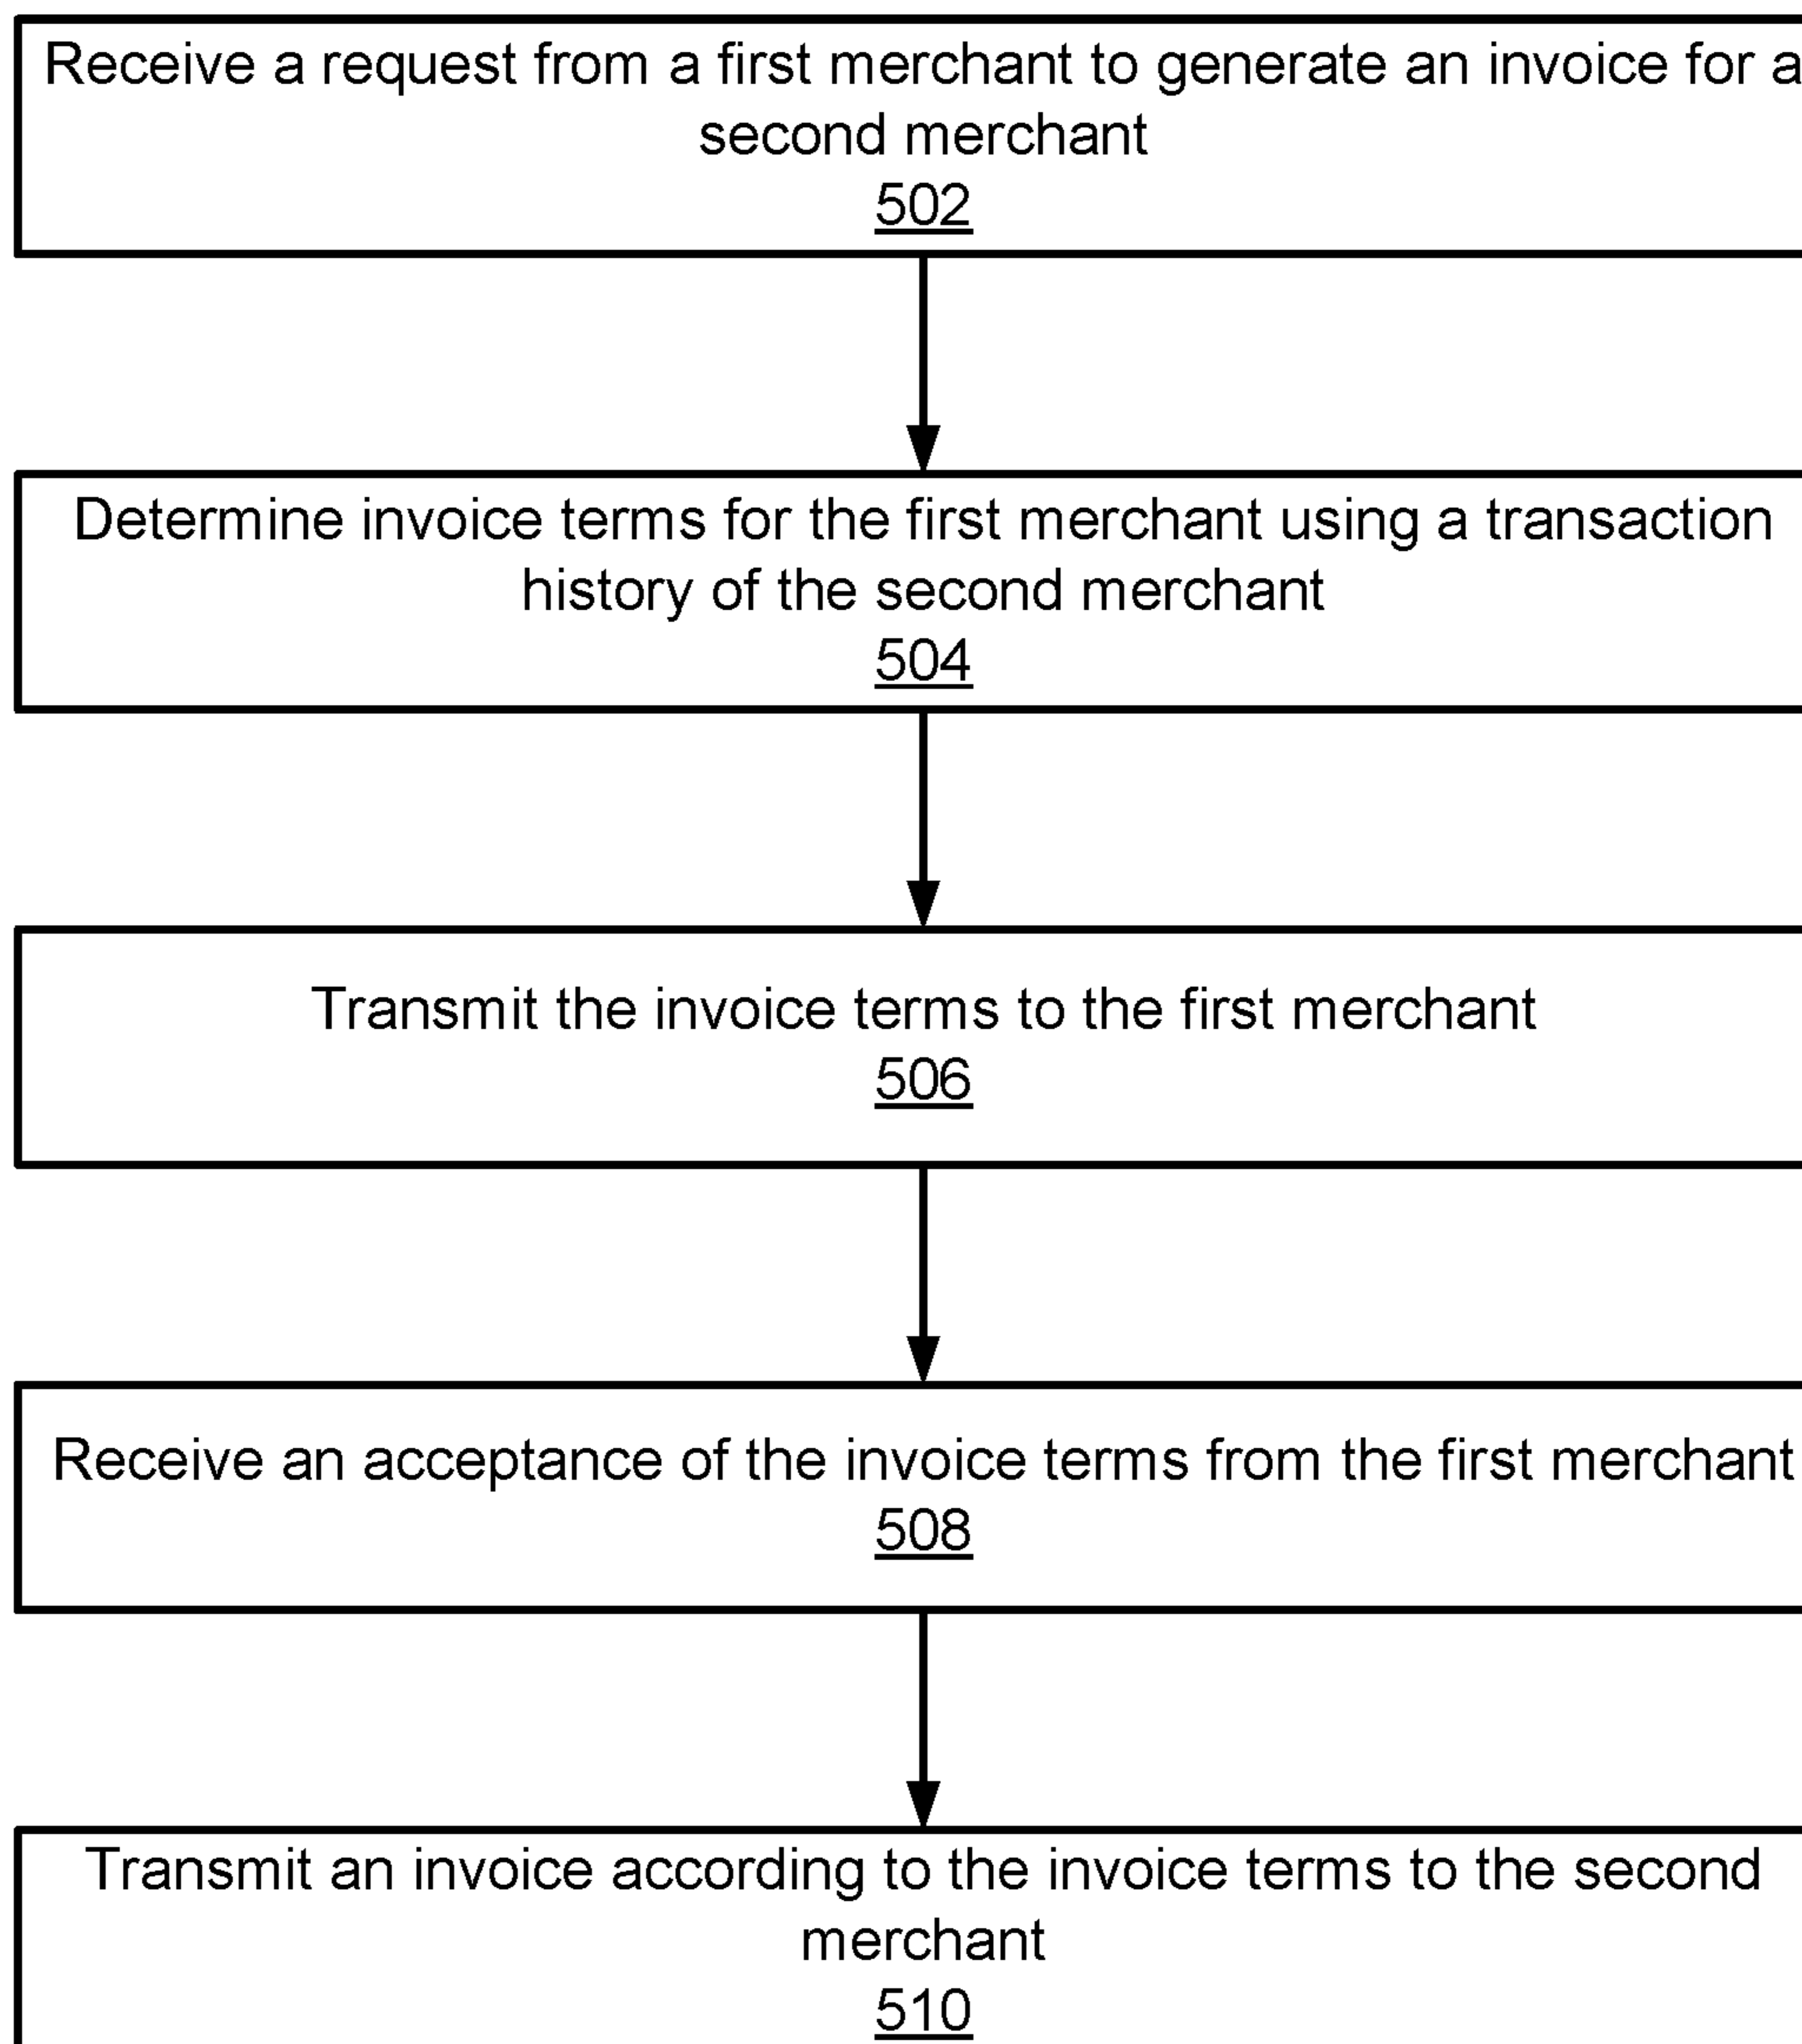 Receive a request from a first merchant to generate an invoice for a
second merchant
502
Determine invoice terms for the first merchant using a transaction
history of the second merchant
504
Transmit the invoice terms to the first merchant
506
Receive an acceptance of the invoice terms from the first merchant
508
Transmit an invoice according to the invoice terms to the second
merchant
510